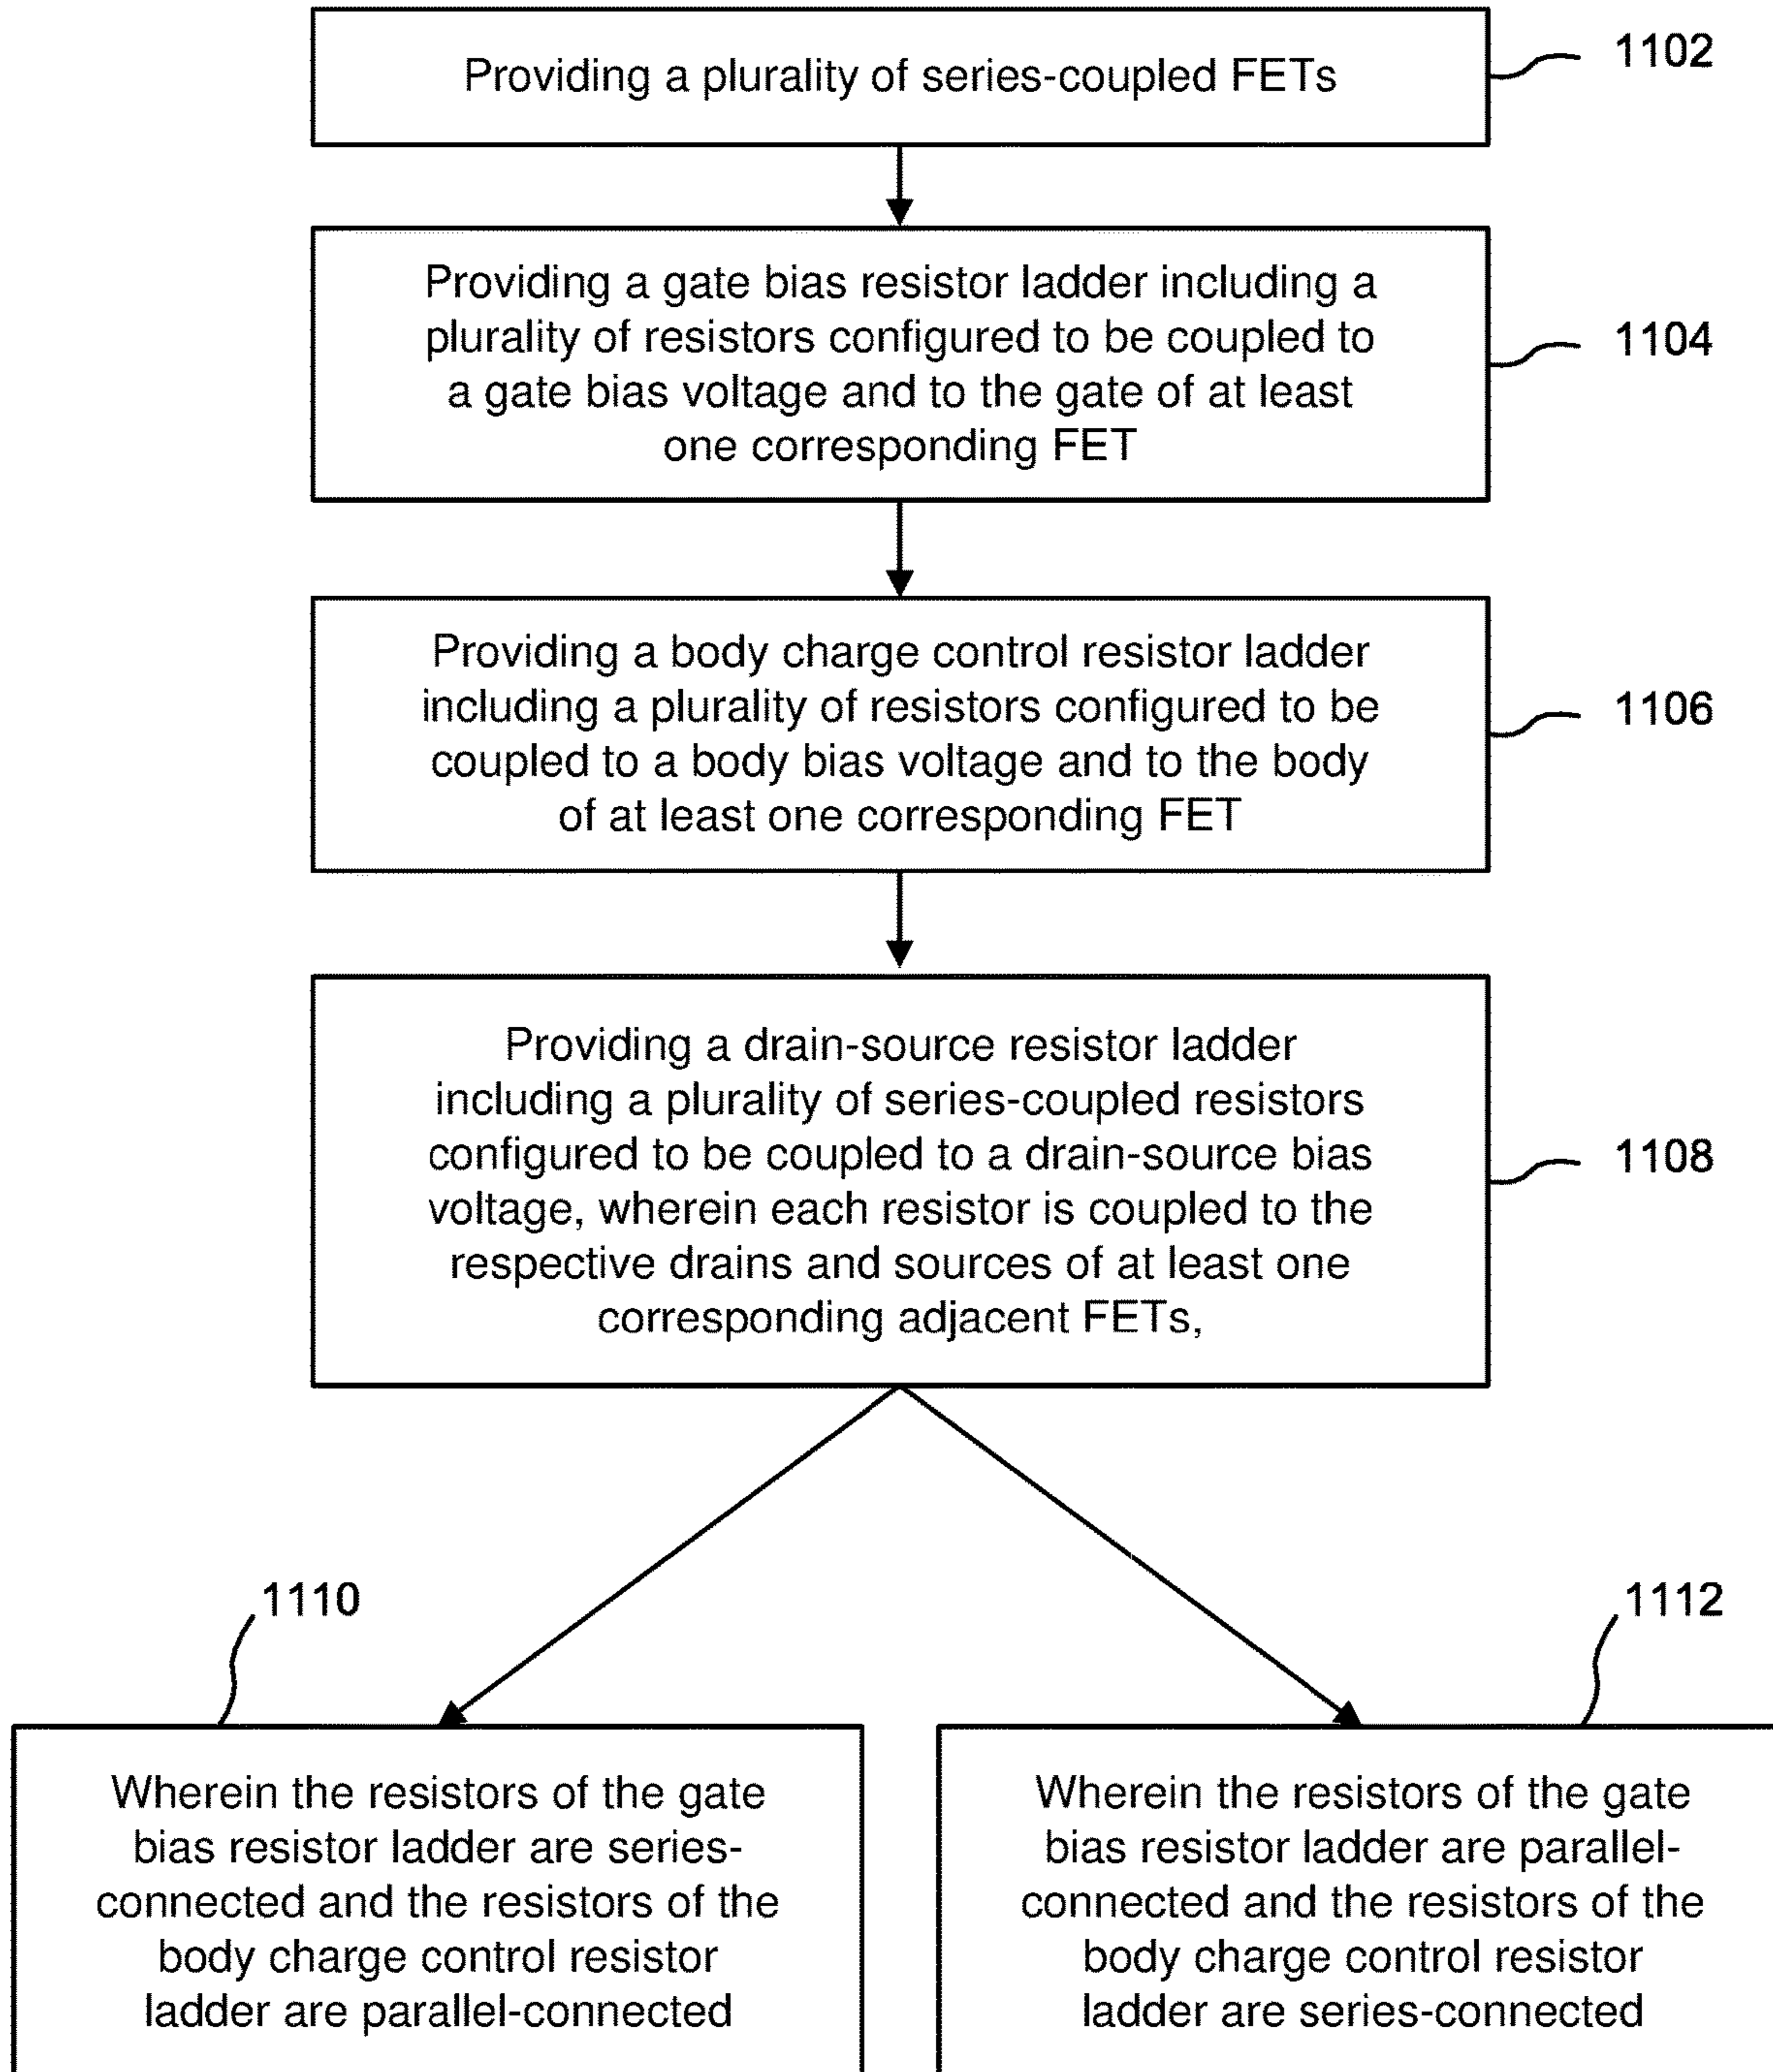 Providing a plurality of series-coupled FETs
1102
Providing a gate bias resistor ladder including a
plurality of resistors configured to be coupled to
a gate bias voltage and to the gate of at least
one corresponding FET
1104
Providing a body charge control resistor ladder
including a plurality of resistors configured to be
coupled to a body bias voltage and to the body
of at least one corresponding FET
1106
Providing a drain-source resistor ladder
including a plurality of series-coupled resistors
configured to be coupled to a drain-source bias
voltage, wherein each resistor is coupled to the
respective drains and sources of at least one
corresponding adjacent FETs,
1108
1110
Wherein the resistors of the gate
bias resistor ladder are series-
connected and the resistors of the
body charge control resistor
ladder are parallel-connected
1112
Wherein the resistors of the gate
bias resistor ladder are parallel-
connected and the resistors of the
body charge control resistor
ladder are series-connected